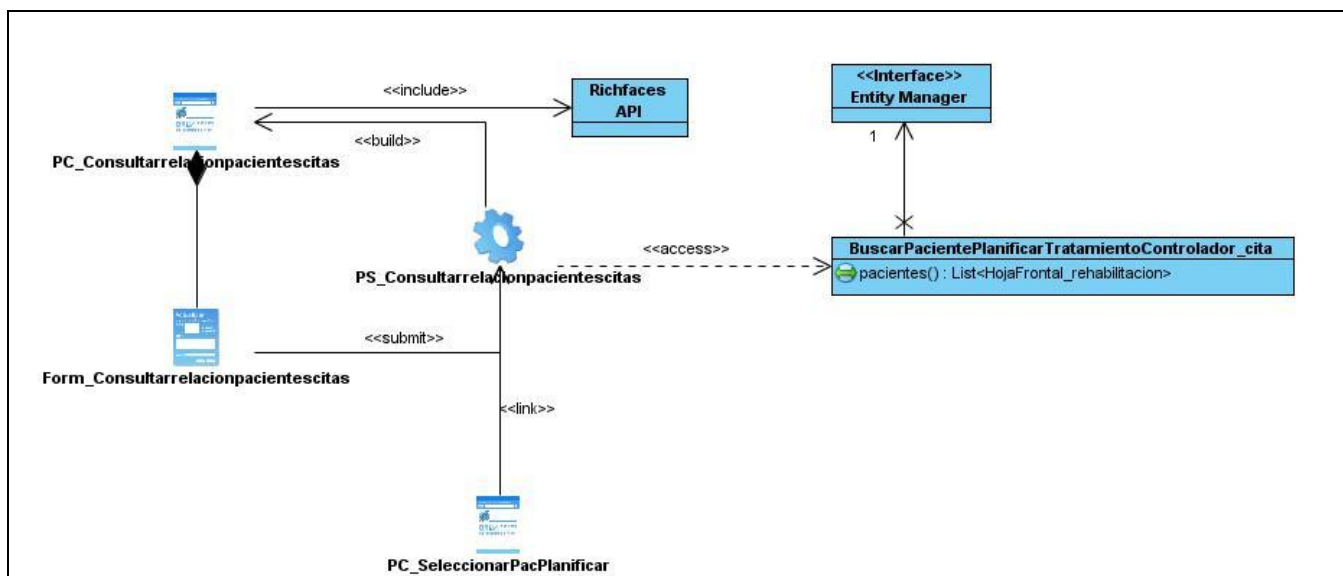 <<Interface>>
Entity Manager
<<include>>
Richfaces
API
1
<<build>>
PC_Consultarrelacionpacientescitas
<<access>>
BuscarPacientePlanificarTratamientoControlador_cita
pacientes() : List<HojaFrontal_rehabilitacion>
PS_Consultarrelacionpacientescitas
<<submit>>
Form_Consultarrelacionpacientescitas
<<link>>
PC_SeleccionarPacPlanificar